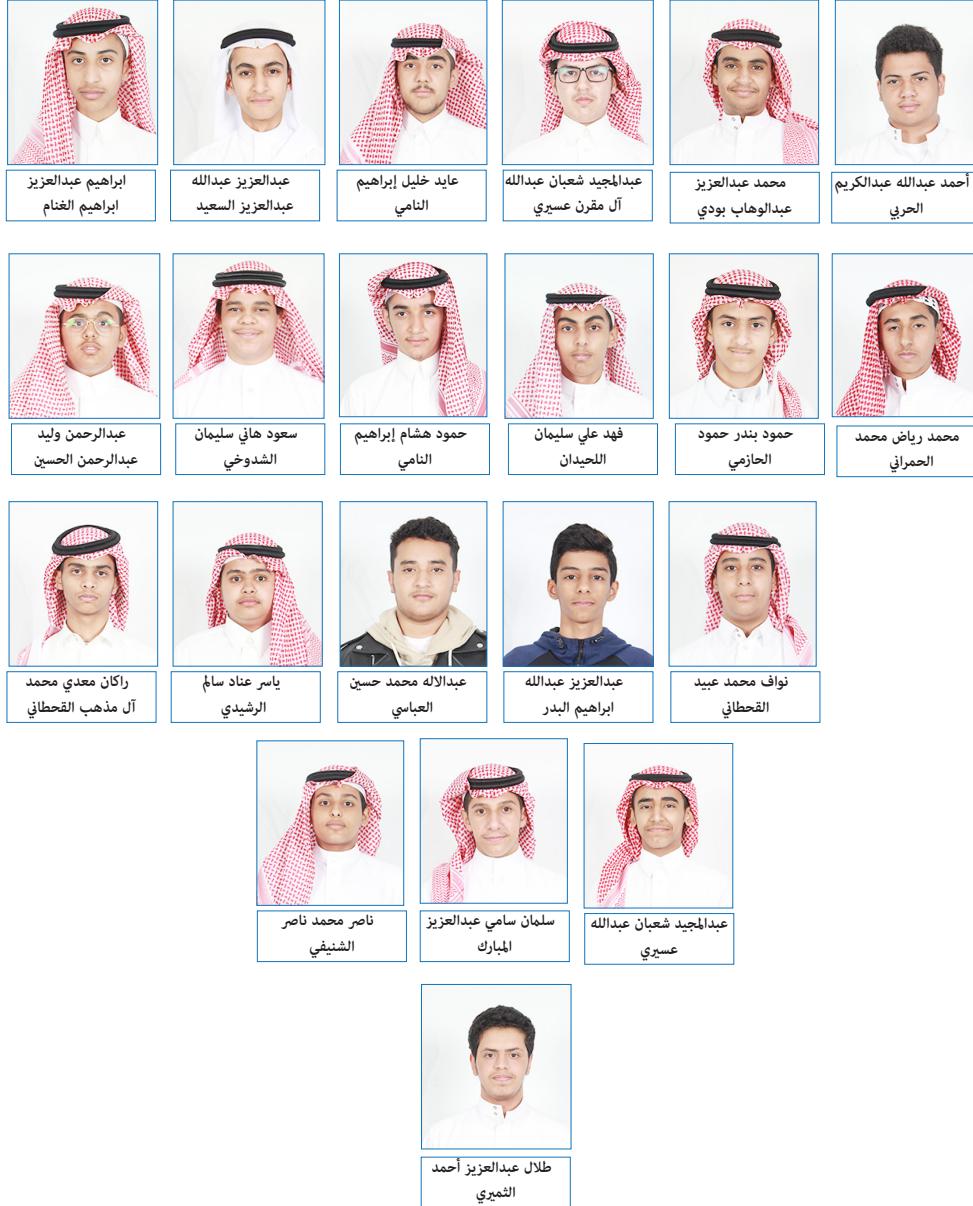 أحمد عبدالله عبدالكريم
الحربي
محمد عبدالعزيز
عبدالوهاب بودي
عبدالمجيد شعبان عبدالله
آل مقرن عسيري
عايد خليل إبراهيم
النامي
عبدالعزيز عبدالله
عبدالعزيز السعيد
ابراهيم عبدالعزيز
ابراهيم الغنام
محمد رياض محمد
الحمراني
حمود بندر حمود
الحازمي
فهد علي سليمان
اللحيدان
حمود هشام إبراهيم
النامي
سعود هاني سليمان
الشدوخي
عبدالرحمن وليد
عبدالرحمن الحسين
نواف محمد عبيد
القحطاني
عبدالعزيز عبدالله
ابراهيم البدر
عبدالاله محمد حسين
العباسي
ياسر عناد سالم
الرشيدي
راكان معدي محمد
آل مذهب القحطاني
عبدالمجيد شعبان عبدالله
عسيري
سلمان سامي عبدالعزيز
المبارك
ناصر محمد ناصر
الشنيفي
طلال عبدالعزيز أحمد
الثميري